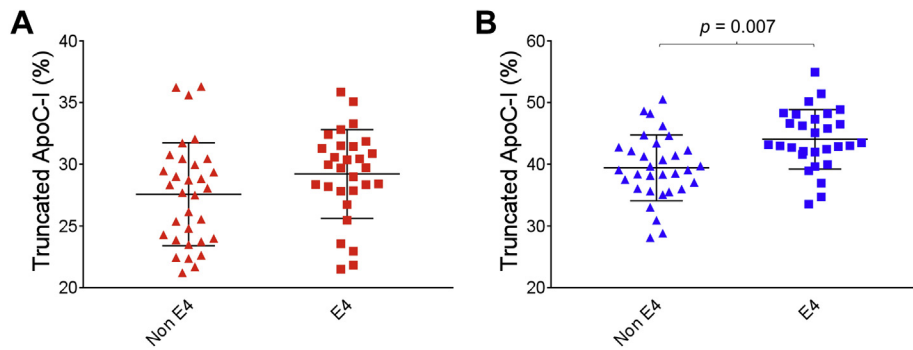 A
Truncated ApoC-I (%)
40
35
30
25
20
Non E4
E4
B
p = 0.007
Truncated ApoC-I (%)
60
50
40
30
20
Non E4
E4